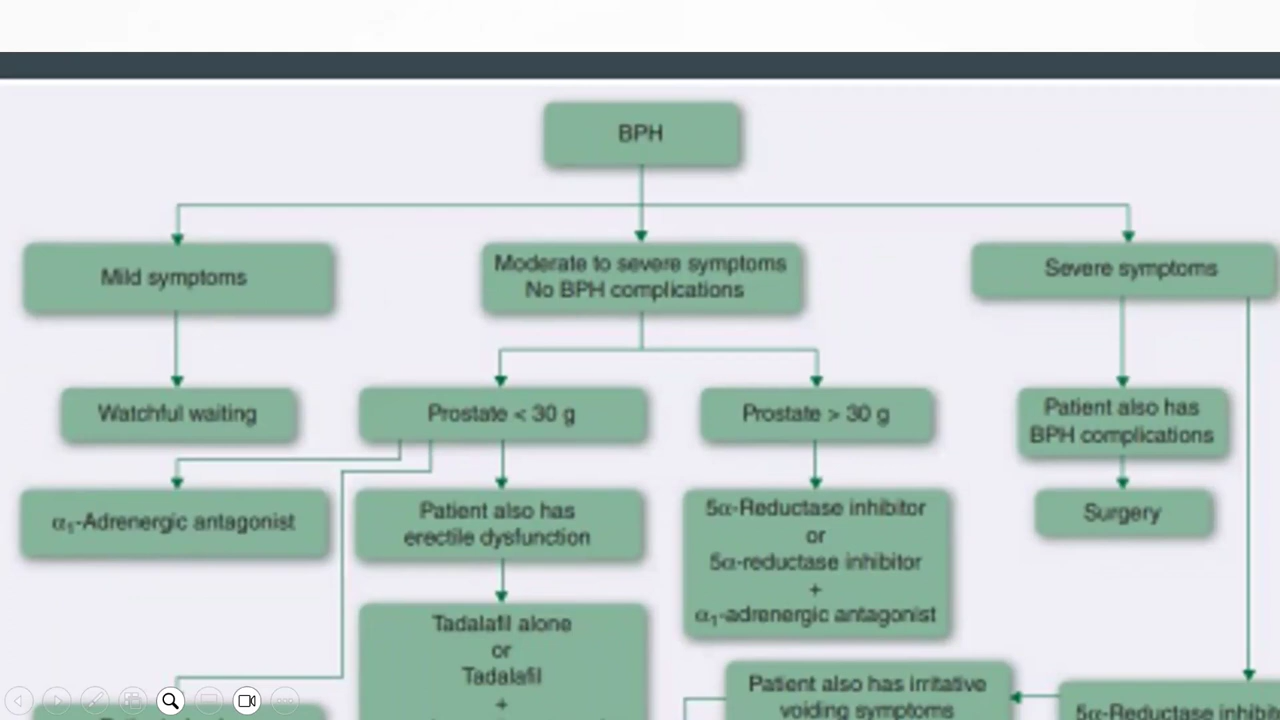 BPH
Mild symptoms
Moderate to severe symptoms
No BPH complications
Severe symptoms
Watchful waiting
Prostate < 30 g
Prostate > 30 g
Patient also has
BPH complications
α₁-Adrenergic antagonist
Patient also has
erectile dysfunction
5α-Reductase inhibitor
or
5α-reductase inhibitor
+
α₁-adrenergic antagonist
Surgery
Tadalafil alone
or
Tadalafil
+
Patient also has irritative
voiding symptoms
5α-Reductase